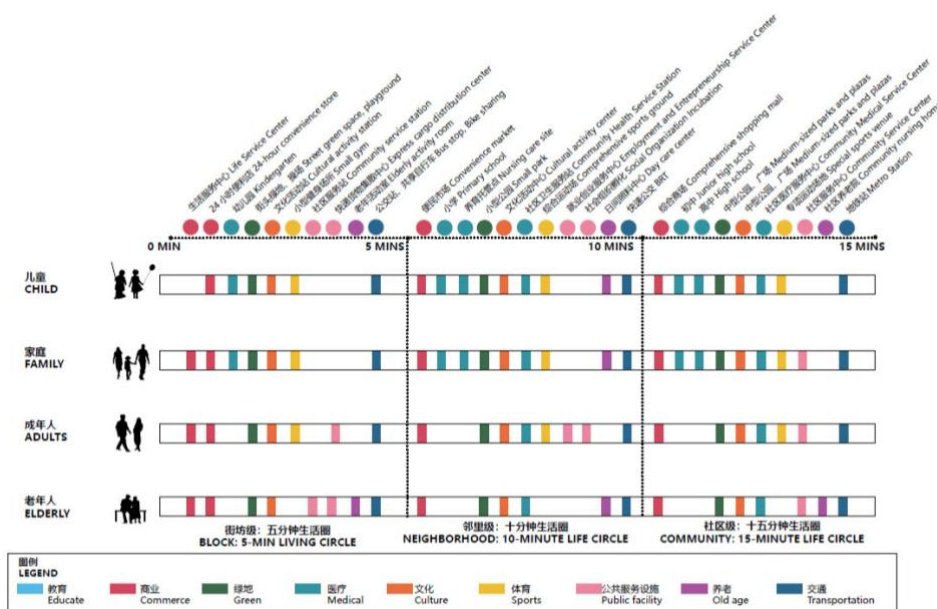 生活服务中心 Life Service Center
24 小时便利店 24-hour convenience store
幼儿园 Kindergarten
街头绿地、操场 Street green space, playground
文化活动站 Cultural activity station
小型健身场所 Small gym
社区服务站 Community service station
快递货物集散中心 Express cargo distribution center
老年活动室 Elderly activity room
公交站、共享自行车 Bus stop, Bike sharing
便民市场 Convenience market
小学 Primary school
养育托管点 Nursing care site
小型公园 Small park
文化活动中心 Cultural activity center
社区卫生服务站 Community Health Service Station
综合运动场 Comprehensive sports ground
就业创业服务中心 Employment and Entrepreneurship Service Center
社会组织孵化 Social Organization Incubation
日间照料中心 Day care center
快速公交 BRT
综合商场 Comprehensive shopping mall
初中 Junior high school
高中 High school
中型公园、广场 Medium-sized parks and plazas
中型公园、广场 Medium-sized parks and plazas
社区医疗服务中心 Community Medical Service Center
专项运动场地 Special sports venue
社区服务中心 Community Service Center
社区养老院 Community nursing home
地铁站 Metro Station
0 MIN
5 MINS
10 MINS
15 MINS
儿童
CHILD
家庭
FAMILY
成年人
ADULTS
老年人
ELDERLY
街坊级：五分钟生活圈
BLOCK: 5-MIN LIVING CIRCLE
邻里级：十分钟生活圈
NEIGHBORHOOD: 10-MINUTE LIFE CIRCLE
社区级：十五分钟生活圈
COMMUNITY: 15-MINUTE LIFE CIRCLE
图例
LEGEND
教育
Educate
商业
Commerce
绿地
Green
医疗
Medical
文化
Culture
体育
Sports
公共服务设施
Public facility
养老
Old age
交通
Transportation